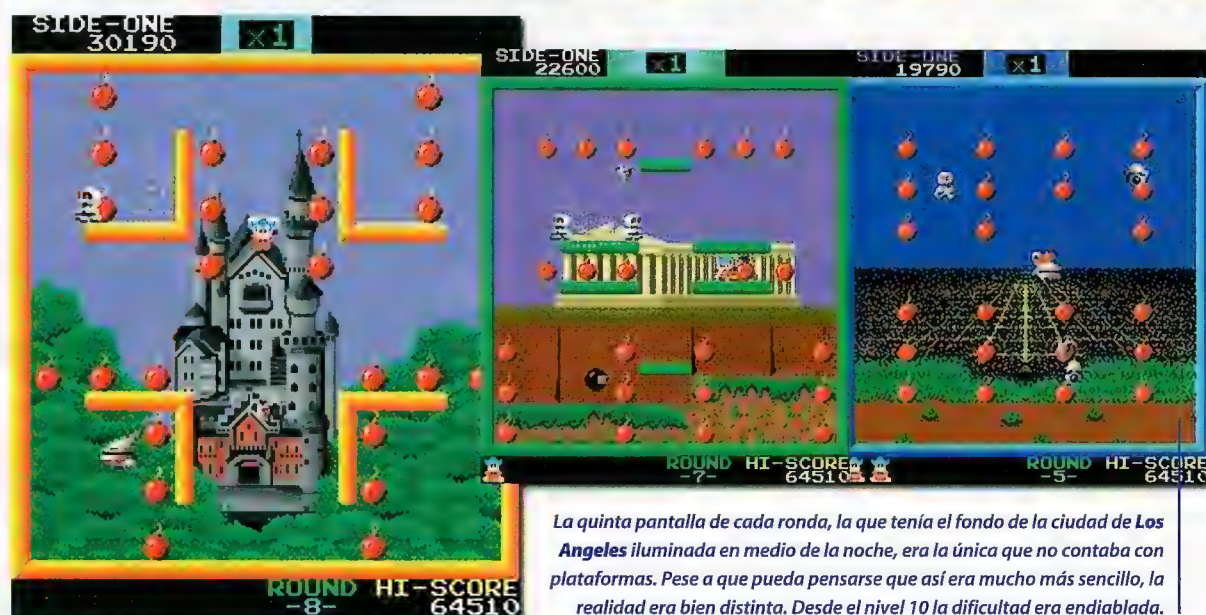 SIDE-ONE
30190
×1
SIDE-ONE
22600
×1
SIDE-ONE
19790
×1
ROUND HI-SCORE
-8- 64510
ROUND HI-SCORE
-7- 64510
ROUND HI-SCORE
-5- 64510
La quinta pantalla de cada ronda, la que tenía el fondo de la ciudad de Los
Angeles iluminada en medio de la noche, era la única que no contaba con
plataformas. Pese a que pueda pensarse que así era mucho más sencillo, la
realidad era bien distinta. Desde el nivel 10 la dificultad era endiablada.